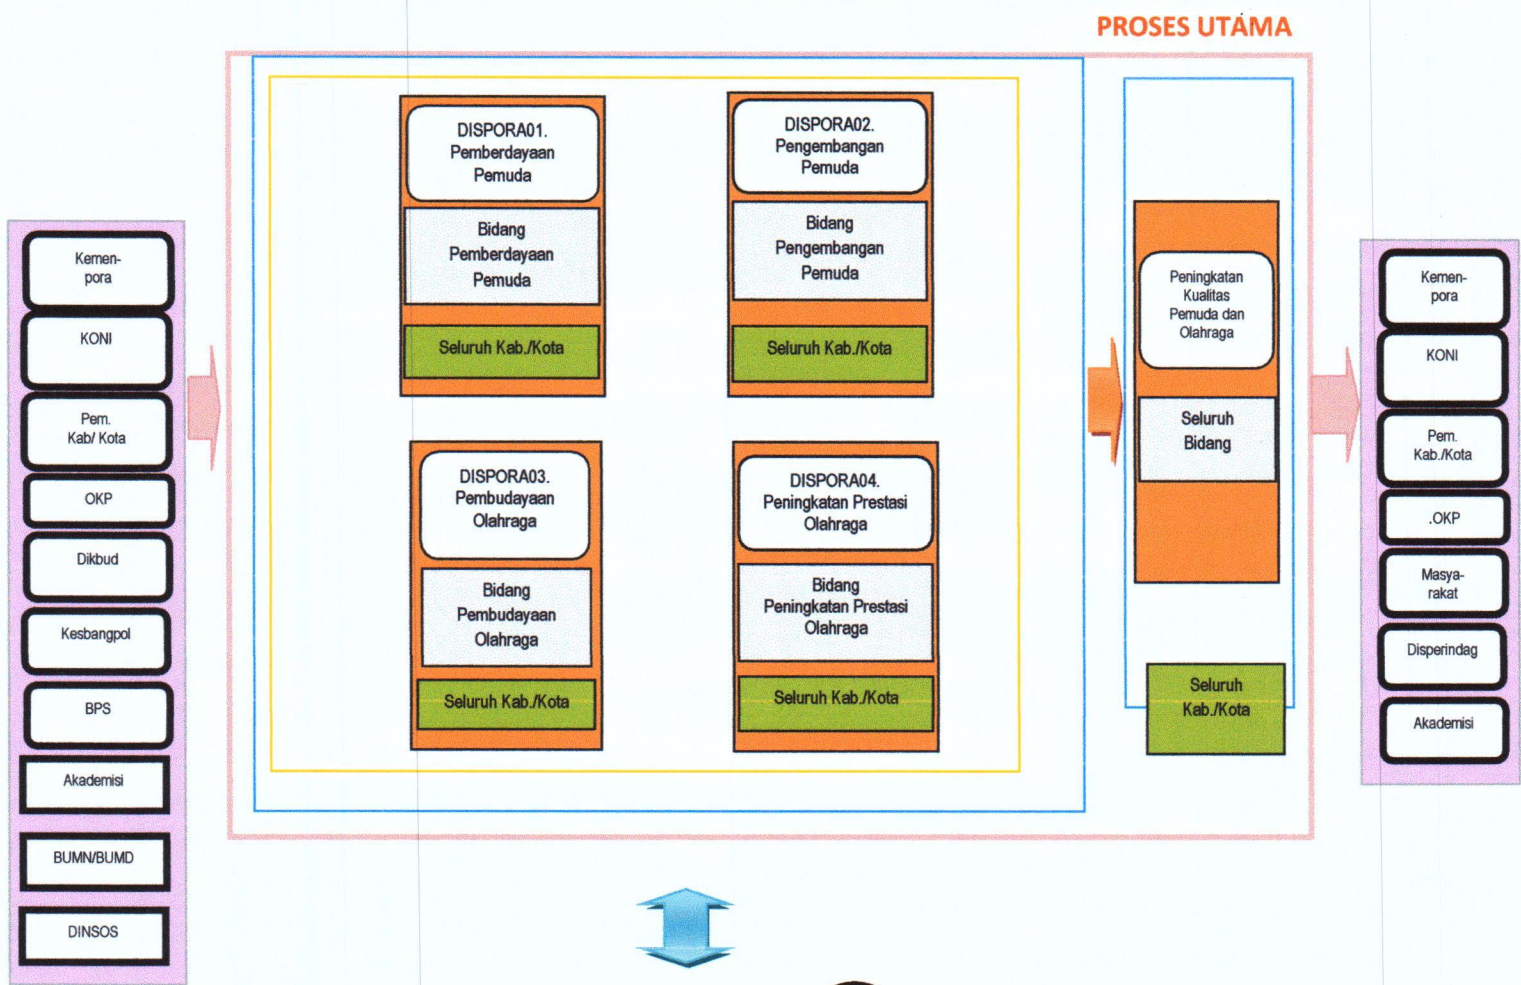 PROSES UTAMA
Kemen-
pora
KONI
Pem.
Kab/ Kota
OKP
Dikbud
Kesbangpol
BPS
Akademisi
BUMN/BUMD
DINSOS
DISPORA01.
Pemberdayaan
Pemuda
Bidang
Pemberdayaan
Pemuda
Seluruh Kab./Kota
DISPORA02.
Pengembangan
Pemuda
Bidang
Pengembangan
Pemuda
Seluruh Kab./Kota
DISPORA03.
Pembudayaan
Olahraga
Bidang
Pembudayaan
Olahraga
Seluruh Kab./Kota
DISPORA04.
Peningkatan Prestasi
Olahraga
Bidang
Peningkatan Prestasi
Olahraga
Seluruh Kab./Kota
Peningkatan
Kualitas
Pemuda dan
Olahraga
Seluruh
Bidang
Seluruh
Kab./Kota
Kemen-
pora
KONI
Pem.
Kab./Kota
.OKP
Masya-
rakat
Disperindag
Akademisi